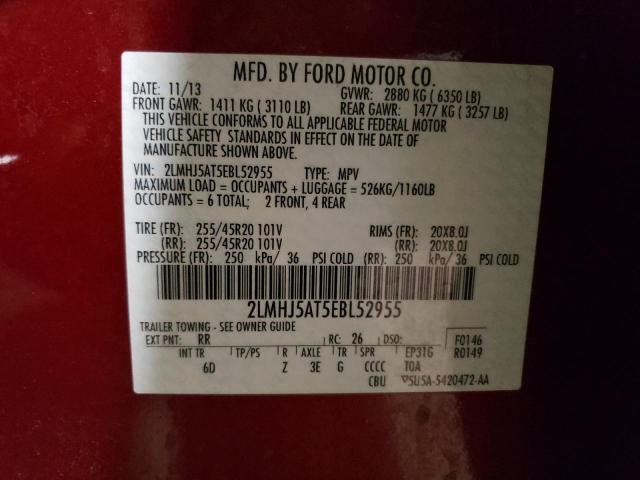 MFD. BY FORD MOTOR CO.
DATE: 11/13 GVWR: 2880 KG ( 6350 LB)
FRONT GAWR: 1411 KG ( 3110 LB) REAR GAWR: 1477 KG ( 3257 LB)
THIS VEHICLE CONFORMS TO ALL APPLICABLE FEDERAL MOTOR
VEHICLE SAFETY STANDARDS IN EFFECT ON THE DATE OF
MANUFACTURE SHOWN ABOVE.
VIN: 2LMHJ5AT5EBL52955 TYPE: MPV
MAXIMUM LOAD = OCCUPANTS + LUGGAGE = 526KG/1160LB
OCCUPANTS = 6 TOTAL; 2 FRONT, 4 REAR
TIRE (FR): 255/45R20 101V RIMS (FR): 20X8.0J
(RR): 255/45R20 101V (RR): 20X8.0J
PRESSURE (FR): 250 kPa/ 36 PSI COLD (RR): 250 kPa/ 36 PSI COLD
2LMHJ5AT5EBL52955
TRAILER TOWING - SEE OWNER GUIDE
EXT PNT: RR RC: 26 DSO: F0146
INT TR TP/PS R AXLE TR SPR EP31G R0149
6D Z 3E G CCCC TOA
CBU 5U5A-5420472-AA